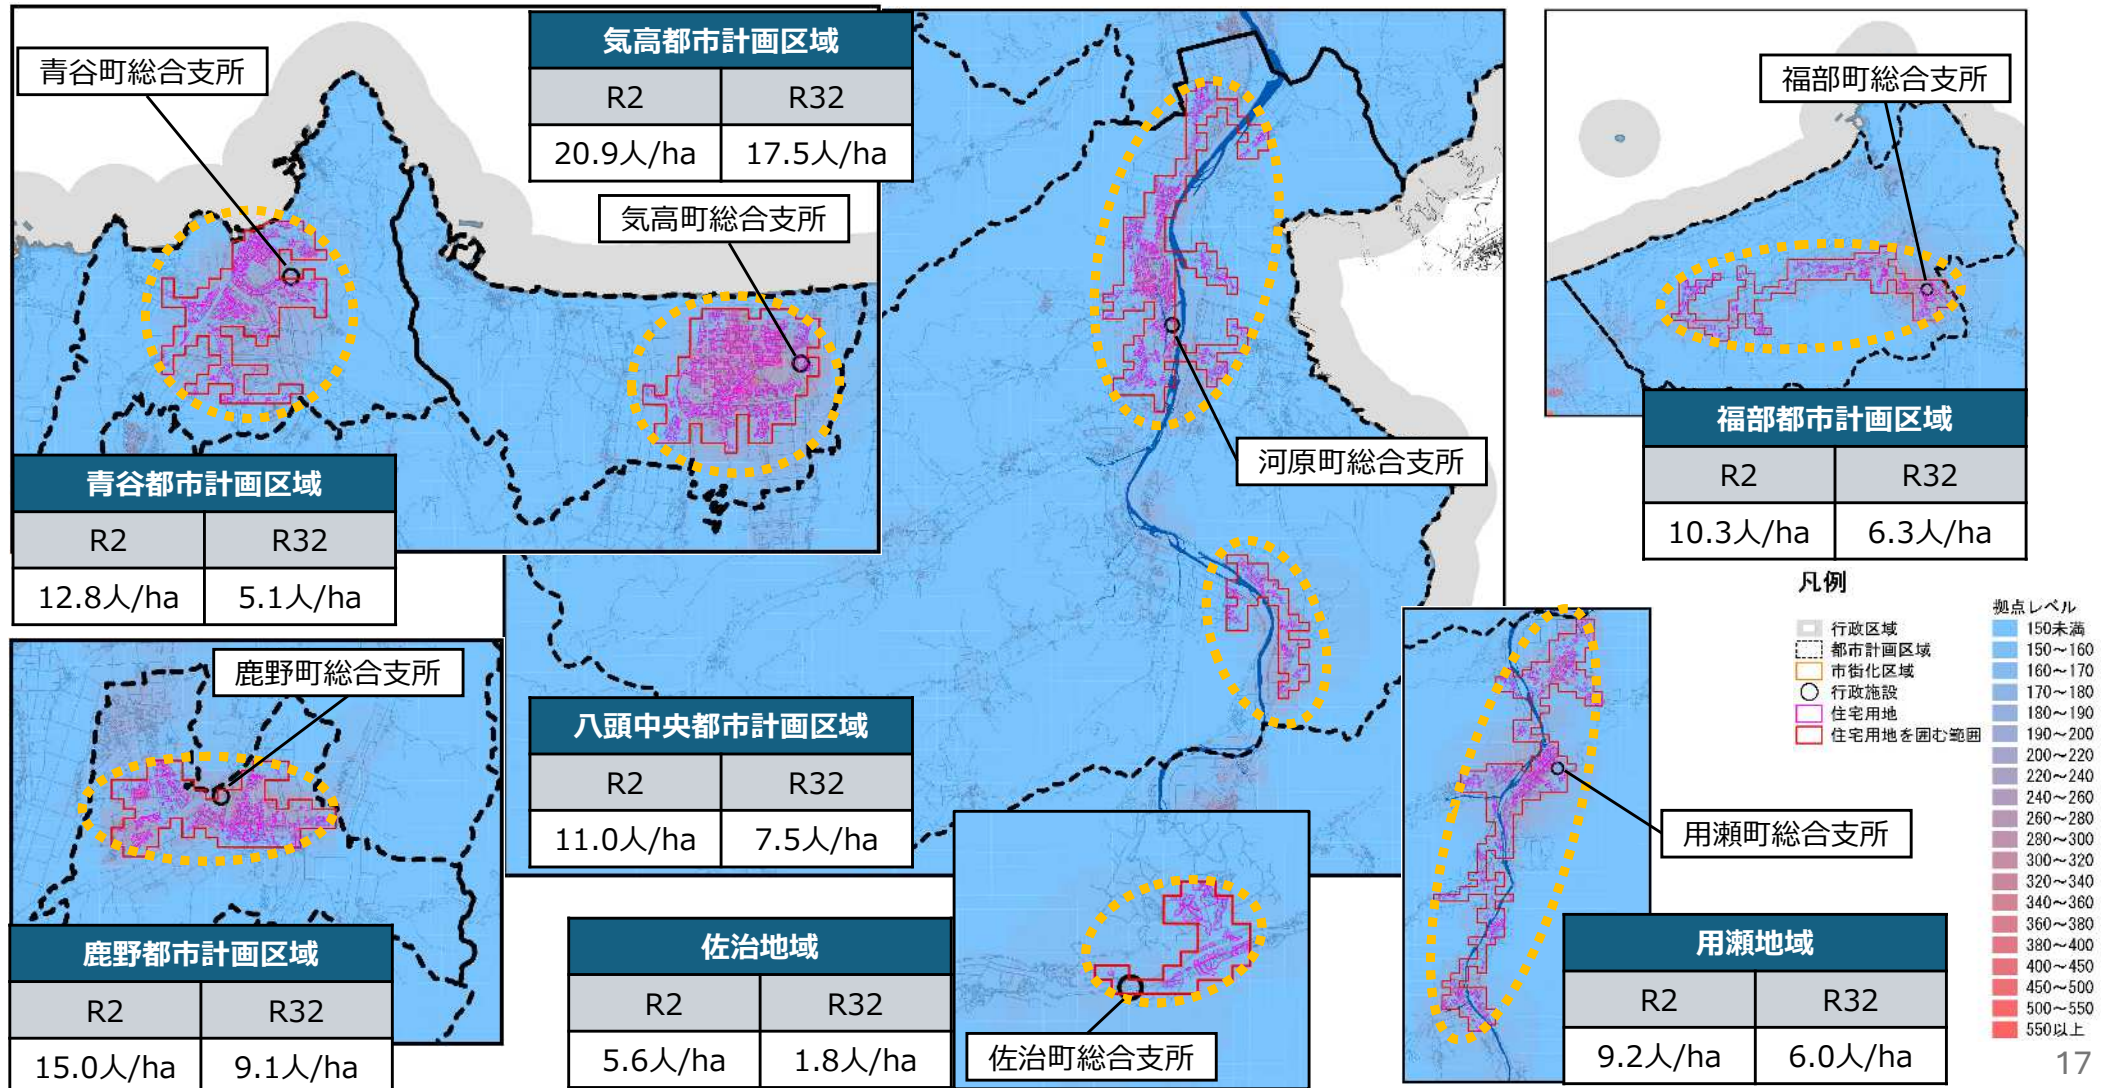 青谷町総合支所
気高都市計画区域
R2 R32
20.9人/ha 17.5人/ha
気高町総合支所
福部町総合支所
青谷都市計画区域
R2 R32
12.8人/ha 5.1人/ha
河原町総合支所
福部都市計画区域
R2 R32
10.3人/ha 6.3人/ha
鹿野町総合支所
八頭中央都市計画区域
R2 R32
11.0人/ha 7.5人/ha
用瀬町総合支所
鹿野都市計画区域
R2 R32
15.0人/ha 9.1人/ha
佐治地域
R2 R32
5.6人/ha 1.8人/ha
佐治町総合支所
用瀬地域
R2 R32
9.2人/ha 6.0人/ha
凡例
行政区域
都市計画区域
市街化区域
行政施設
住宅用地
住宅用地を囲む範囲
拠点レベル
150未満
150～160
160～170
170～180
180～190
190～200
200～220
220～240
240～260
260～280
280～300
300～320
320～340
340～360
360～380
380～400
400～450
450～500
500～550
550以上
17